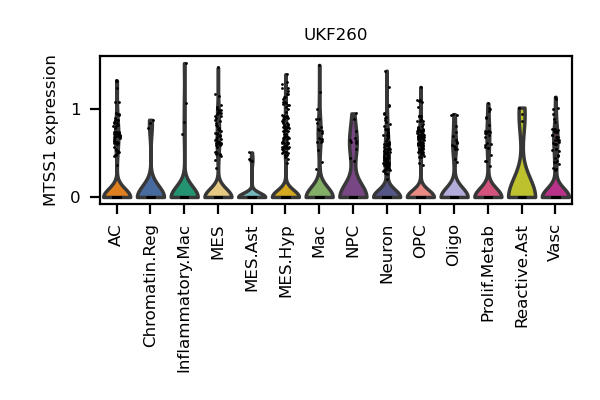 UKF260
MTSS1 expression
1
0
AC
Chromatin.Reg
Inflammatory.Mac
MES
MES.Ast
MES.Hyp
Mac
NPC
Neuron
OPC
Oligo
Prolif.Metab
Reactive.Ast
Vasc